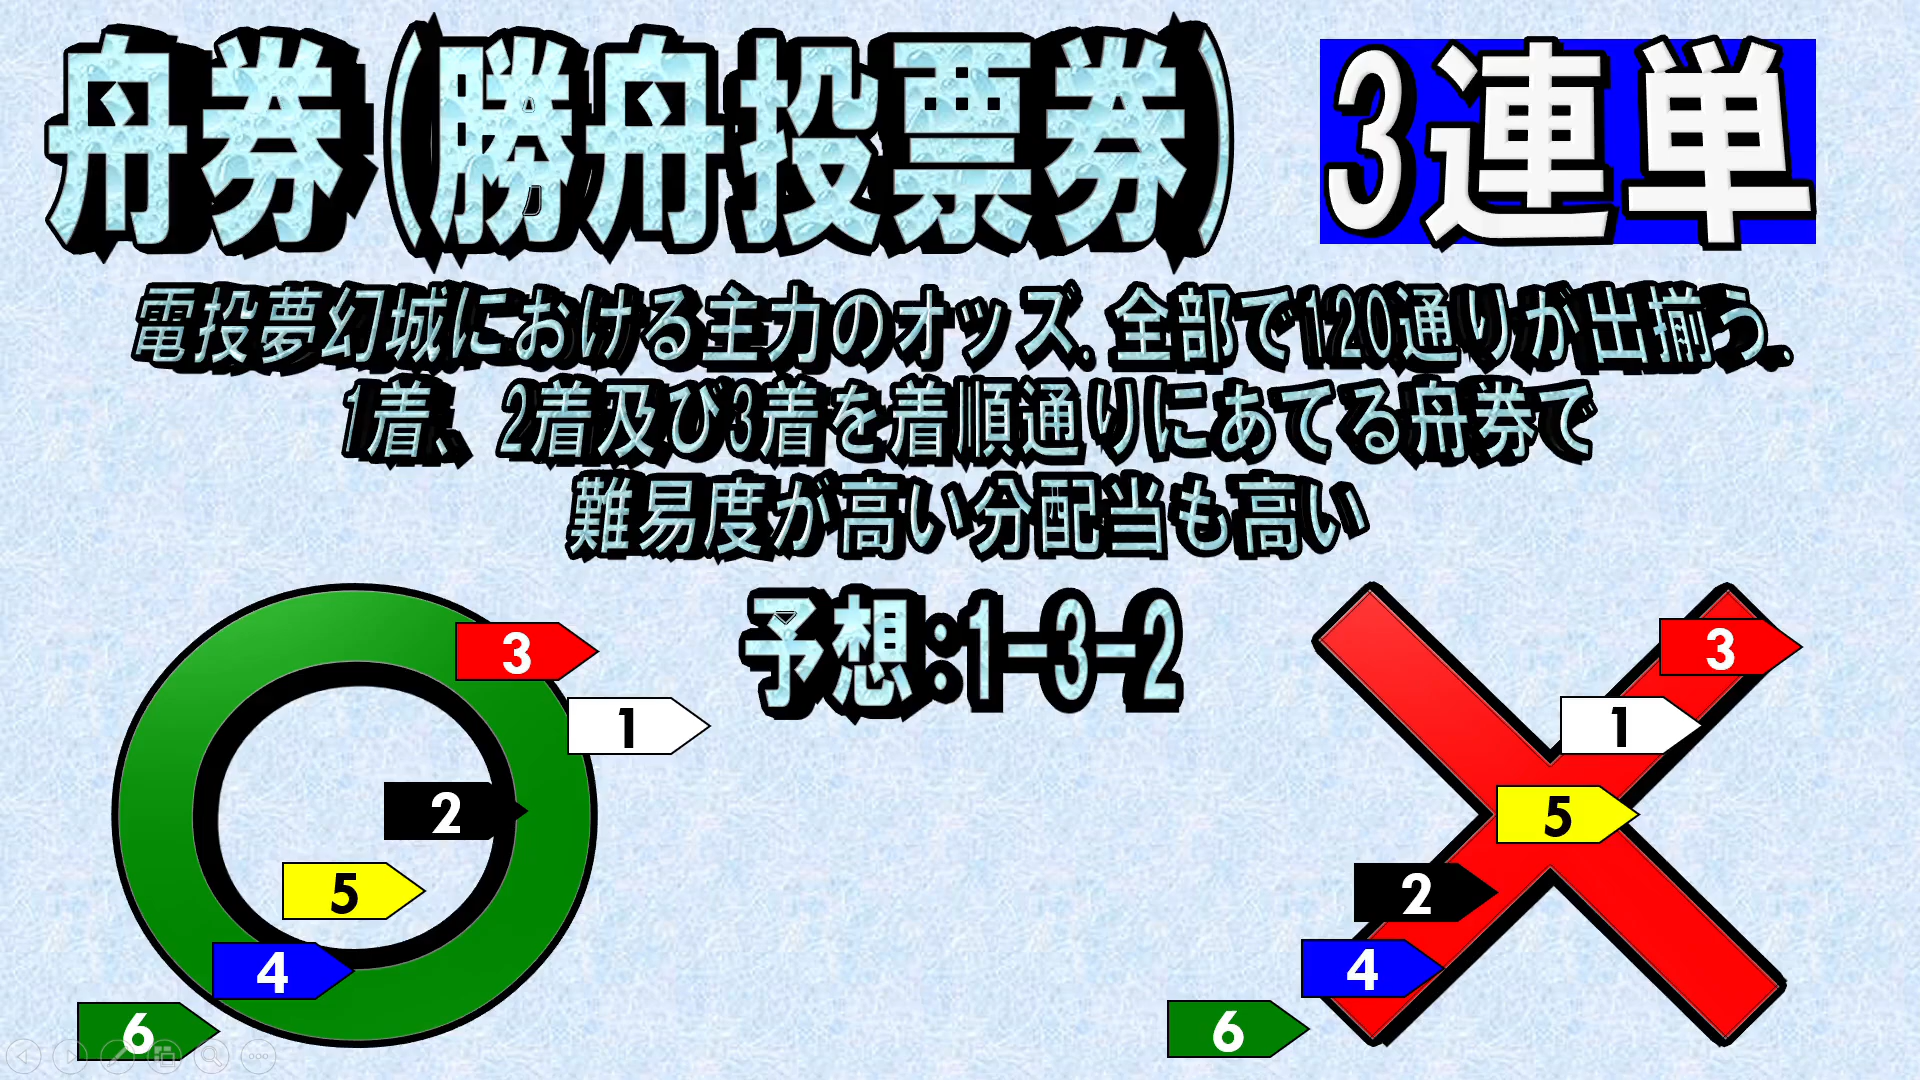 舟券(勝舟投票券) 3連単
電投夢幻城における主力のオッズ.全部で120通りが出揃う.
1着、2着及び3着を着順通りにあてる舟券で
難易度が高い分配当も高い
予想:1-3-2
3
1
2
5
4
6
3
1
5
2
4
6